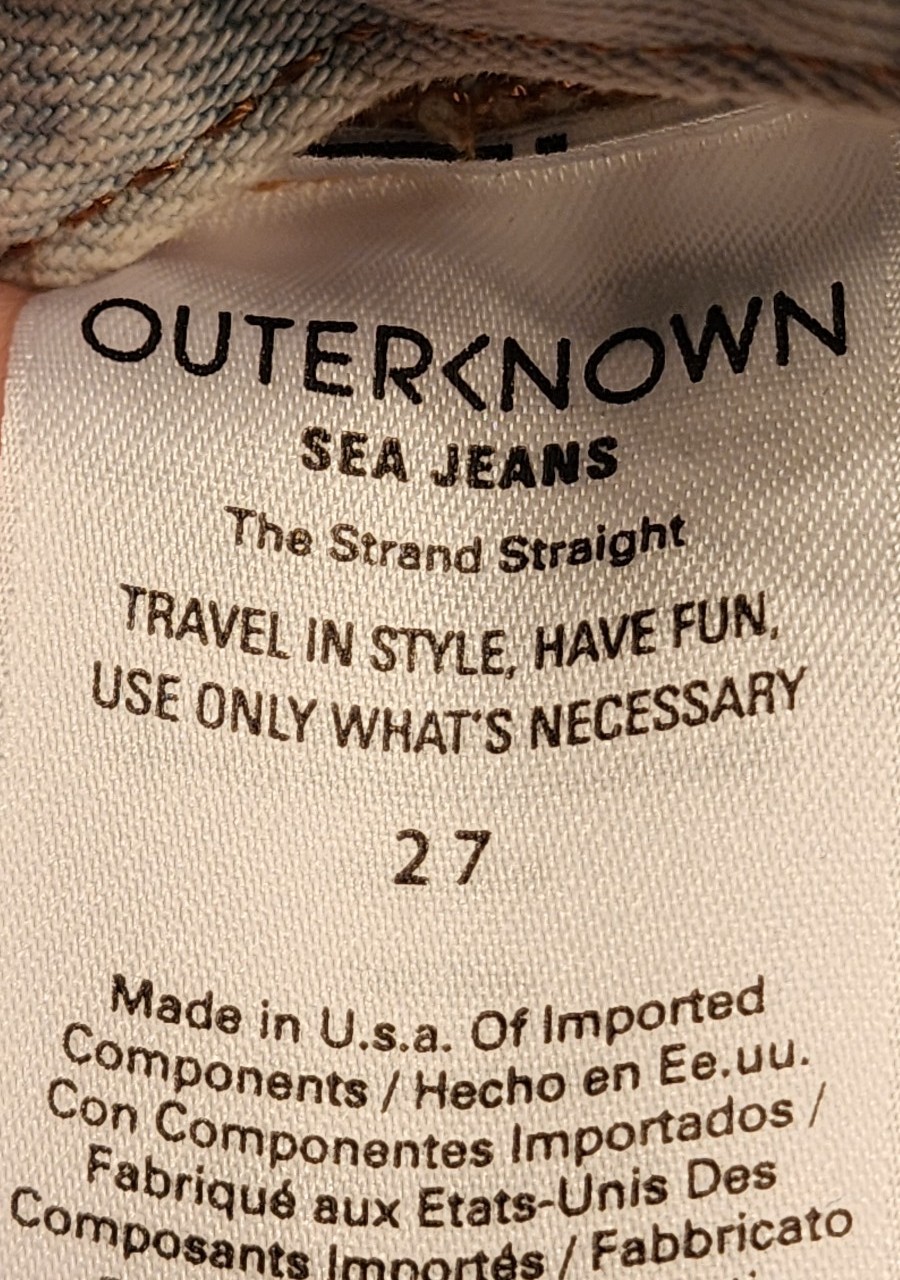 OUTERKNOWN
SEA JEANS
The Strand Straight
TRAVEL IN STYLE, HAVE FUN,
USE ONLY WHAT'S NECESSARY
27
Made in U.s.a. Of Imported
Components / Hecho en Ee.uu.
Con Componentes Importados /
Fabriqué aux Etats-Unis Des
Composants Importés / Fabbricato